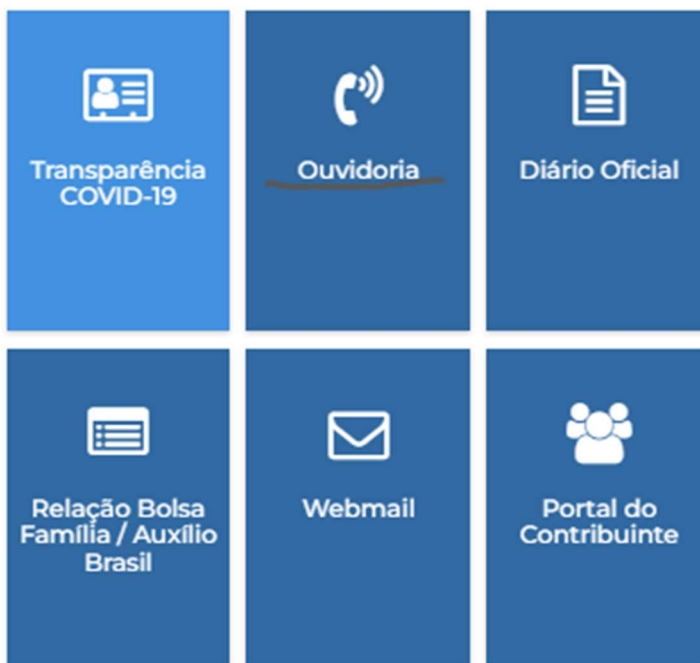 Transparência
COVID-19
Ouvidoria
Diário Oficial
Relação Bolsa
Família / Auxílio
Brasil
Webmail
Portal do
Contribuinte